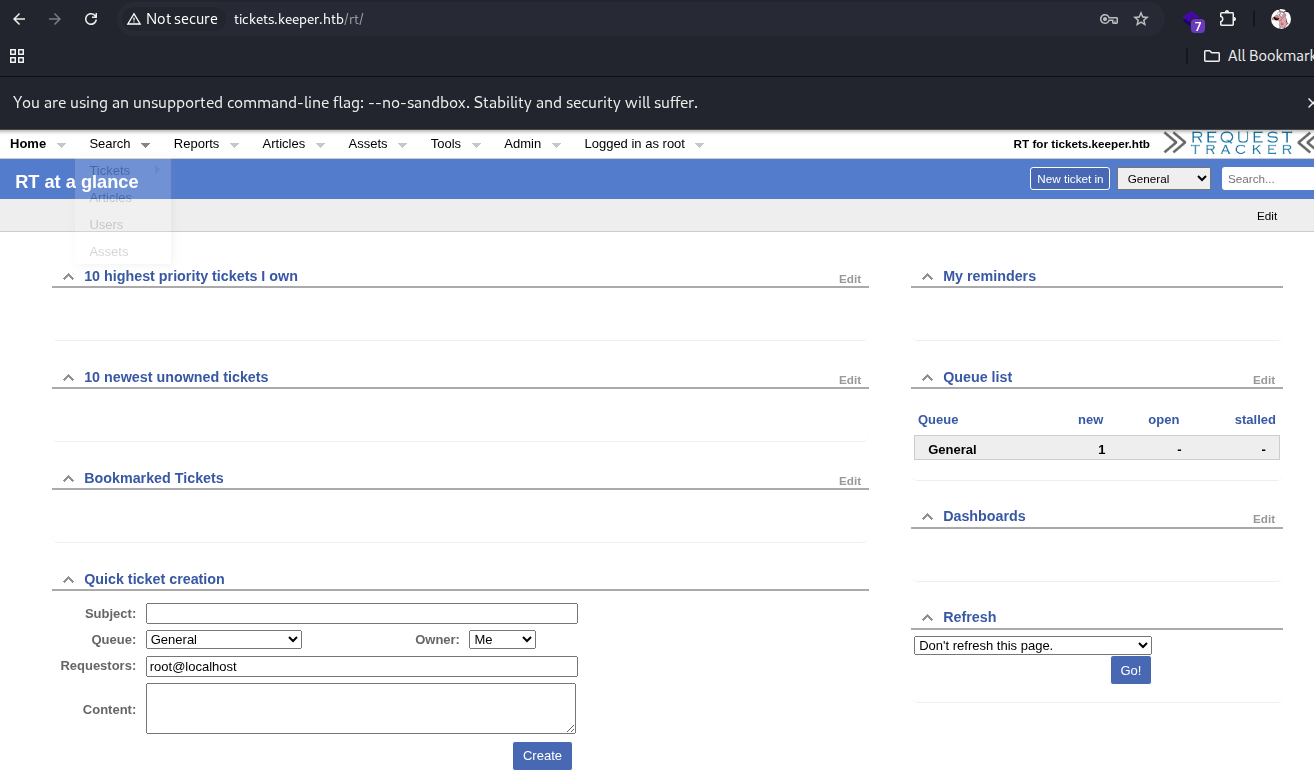 Not secure tickets.keeper.htb/rt/
7
All Bookmark
You are using an unsupported command-line flag: --no-sandbox. Stability and security will suffer.
Home Search Reports Articles Assets Tools Admin Logged in as root RT for tickets.keeper.htb REQUEST
TRACKER
Tickets
RT at a glance New ticket in General Search...
Articles
Edit
Users
Assets
10 highest priority tickets I own Edit My reminders
10 newest unowned tickets Edit Queue list Edit
Queue new open stalled
General 1 - -
Bookmarked Tickets Edit
Dashboards Edit
Quick ticket creation
Subject: Refresh
Queue: General Owner: Me Don't refresh this page.
Requestors: root@localhost Go!
Content:
Create